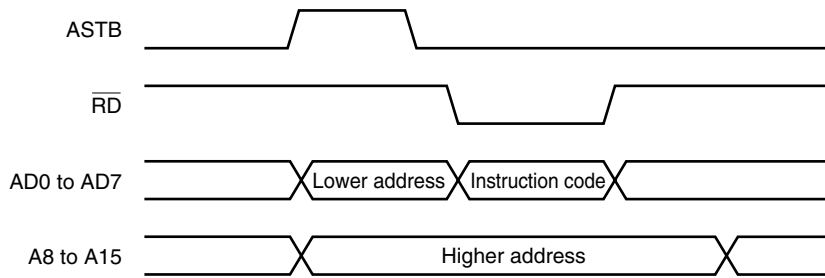 ASTB
RD
AD0 to AD7
Lower address
Instruction code
A8 to A15
Higher address